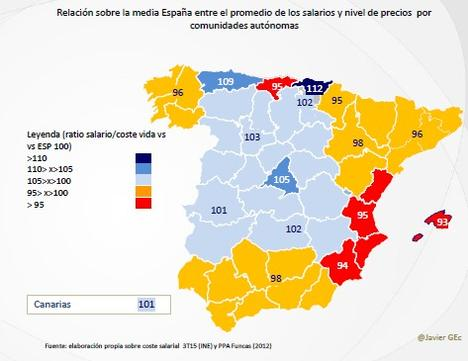 Relación sobre la media España entre el promedio de los salarios y nivel de precios por
comunidades autónomas
96
109
95
112
102
95
96
103
98
105
101
95
102
93
94
98
Leyenda (ratio salario/coste vida vs
vs ESP 100)
>110
110> x>105
105>x>100
95> x>100
> 95
Canarias 101
@Javier GEc
Fuente: elaboración propia sobre coste salarial 3T15 (INE) y PPA Funcas (2012)